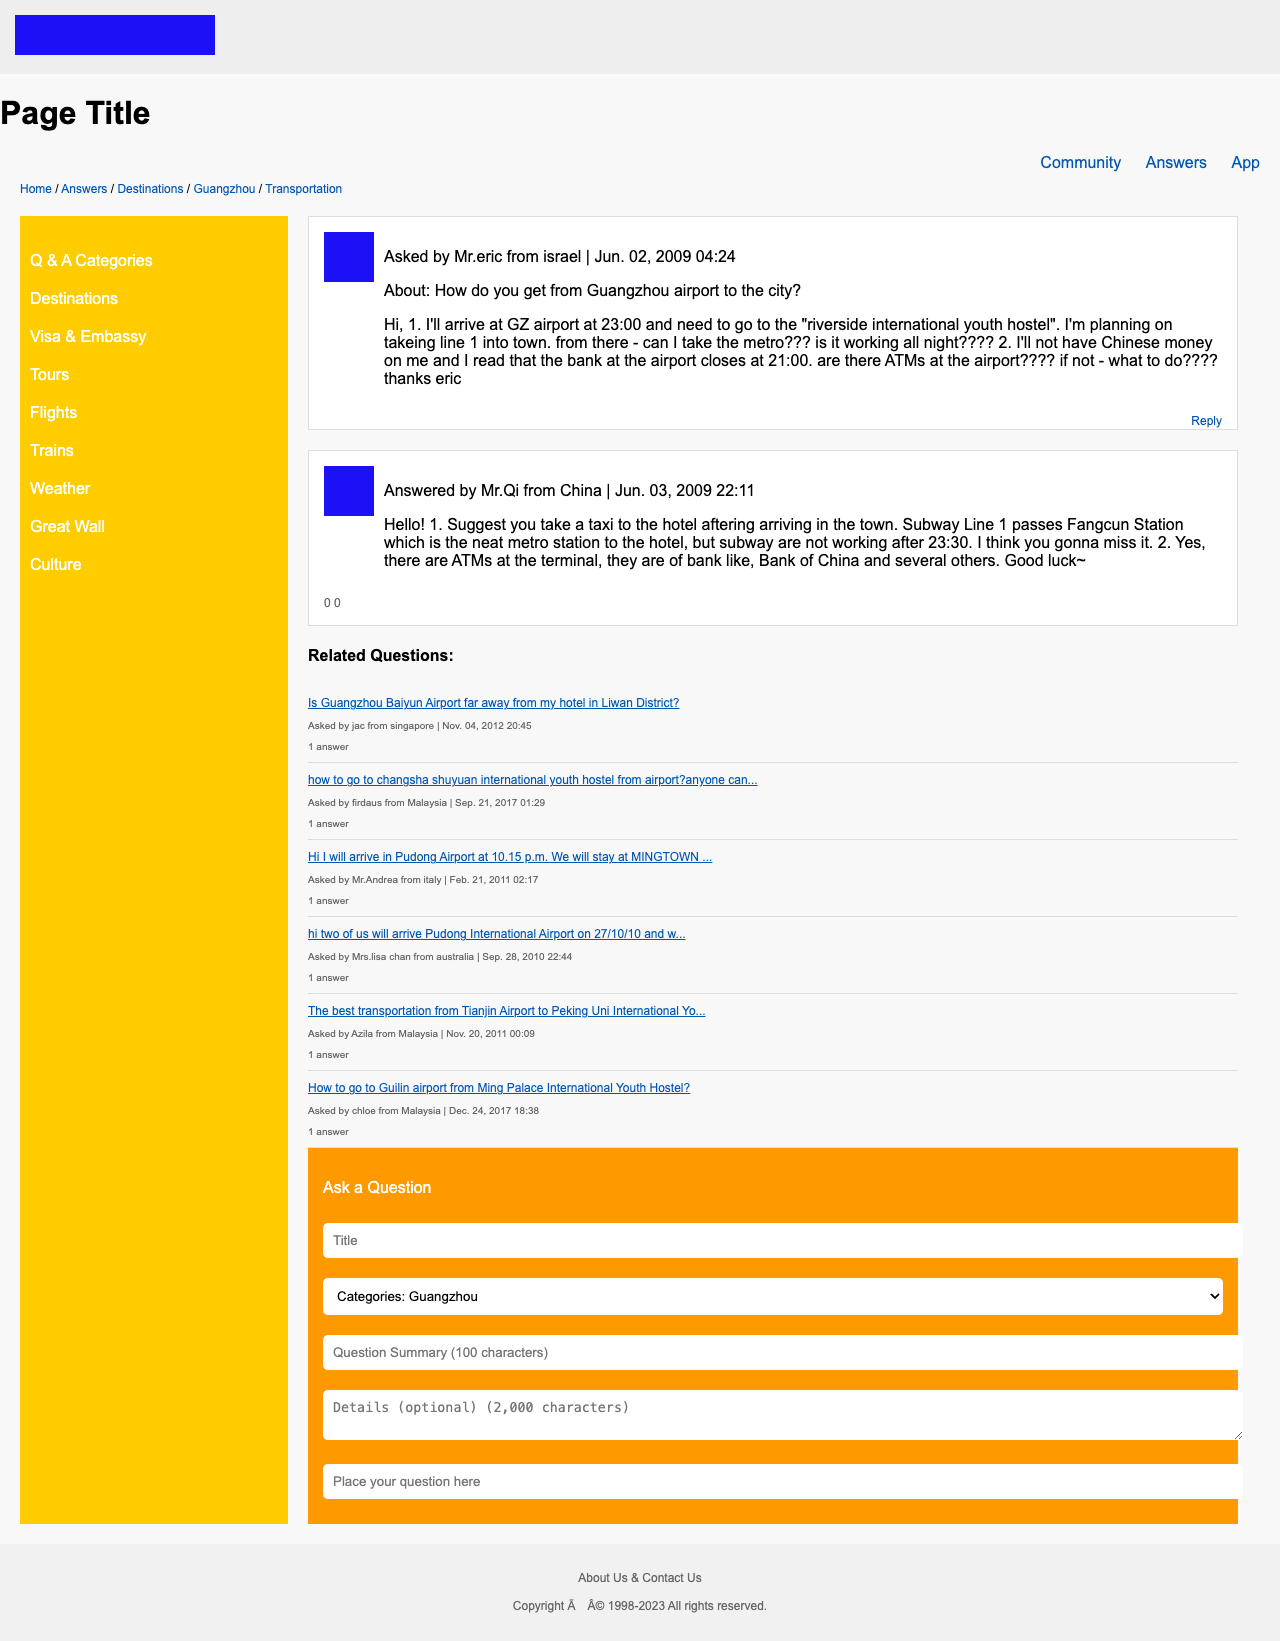 Page Title
Community Answers App
Home / Answers / Destinations / Guangzhou / Transportation
Q & A Categories
Destinations
Visa & Embassy
Tours
Flights
Trains
Weather
Great Wall
Culture
Asked by Mr.eric from israel | Jun. 02, 2009 04:24
About: How do you get from Guangzhou airport to the city?
Hi, 1. I'll arrive at GZ airport at 23:00 and need to go to the "riverside international youth hostel". I'm planning on
takeing line 1 into town. from there - can I take the metro??? is it working all night???? 2. I'll not have Chinese money
on me and I read that the bank at the airport closes at 21:00. are there ATMs at the airport???? if not - what to do????
thanks eric
Reply
Answered by Mr.Qi from China | Jun. 03, 2009 22:11
Hello! 1. Suggest you take a taxi to the hotel aftering arriving in the town. Subway Line 1 passes Fangcun Station
which is the neat metro station to the hotel, but subway are not working after 23:30. I think you gonna miss it. 2. Yes,
there are ATMs at the terminal, they are of bank like, Bank of China and several others. Good luck~
0 0
Related Questions:
Is Guangzhou Baiyun Airport far away from my hotel in Liwan District?
Asked by jac from singapore | Nov. 04, 2012 20:45
1 answer
how to go to changsha shuyuan international youth hostel from airport?anyone can...
Asked by firdaus from Malaysia | Sep. 21, 2017 01:29
1 answer
Hi I will arrive in Pudong Airport at 10.15 p.m. We will stay at MINGTOWN ...
Asked by Mr.Andrea from italy | Feb. 21, 2011 02:17
1 answer
hi two of us will arrive Pudong International Airport on 27/10/10 and w...
Asked by Mrs.lisa chan from australia | Sep. 28, 2010 22:44
1 answer
The best transportation from Tianjin Airport to Peking Uni International Yo...
Asked by Azila from Malaysia | Nov. 20, 2011 00:09
1 answer
How to go to Guilin airport from Ming Palace International Youth Hostel?
Asked by chloe from Malaysia | Dec. 24, 2017 18:38
1 answer
Ask a Question
Title
Categories: Guangzhou
Question Summary (100 characters)
Details (optional) (2,000 characters)
Place your question here
About Us & Contact Us
Copyright Ã Â© 1998-2023 All rights reserved.